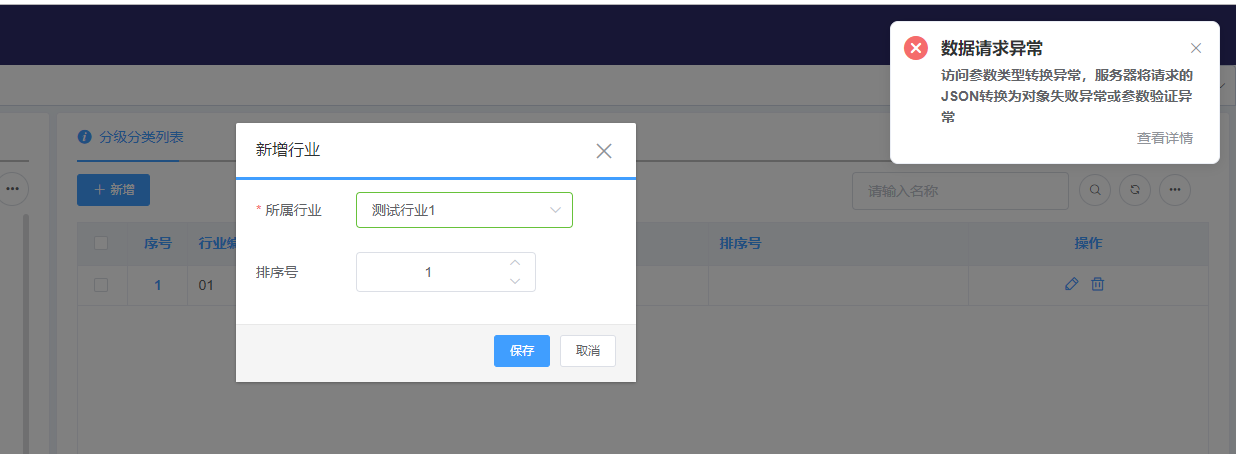 数据请求异常
访问参数类型转换异常，服务器将请求的
JSON转换为对象失败异常或参数验证异
常
查看详情
分级分类列表
新增行业
新增
请输入名称
* 所属行业
测试行业1
序号
行业编
排序号
操作
排序号
1
1
01
保存
取消